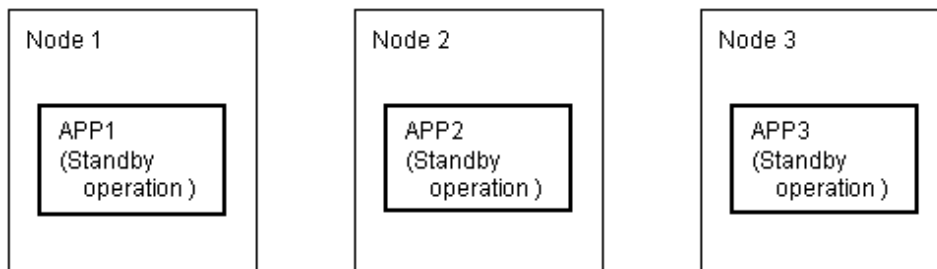 Node 1
APP1
(Standby
operation )
Node 2
APP2
(Standby
operation )
Node 3
APP3
(Standby
operation )